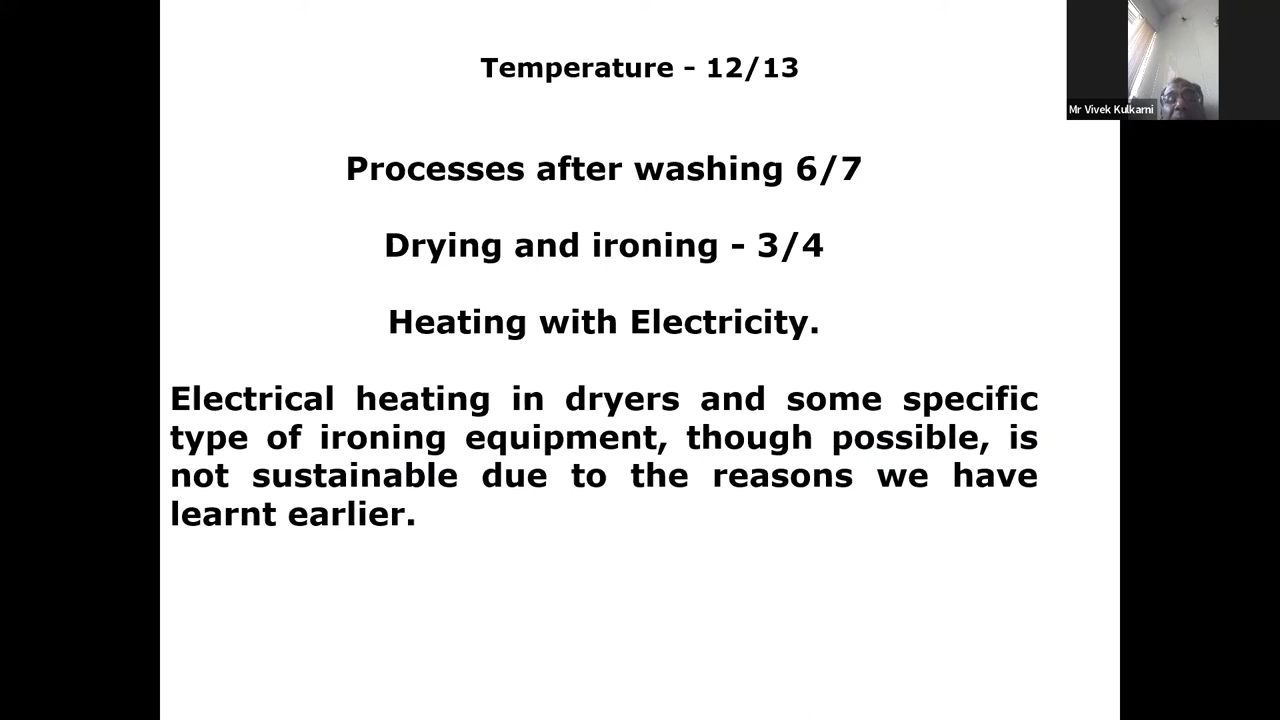 Temperature - 12/13
Mr Vivek Kulkarni
Processes after washing 6/7
Drying and ironing - 3/4
Heating with Electricity.
Electrical heating in dryers and some specific
type of ironing equipment, though possible, is
not sustainable due to the reasons we have
learnt earlier.